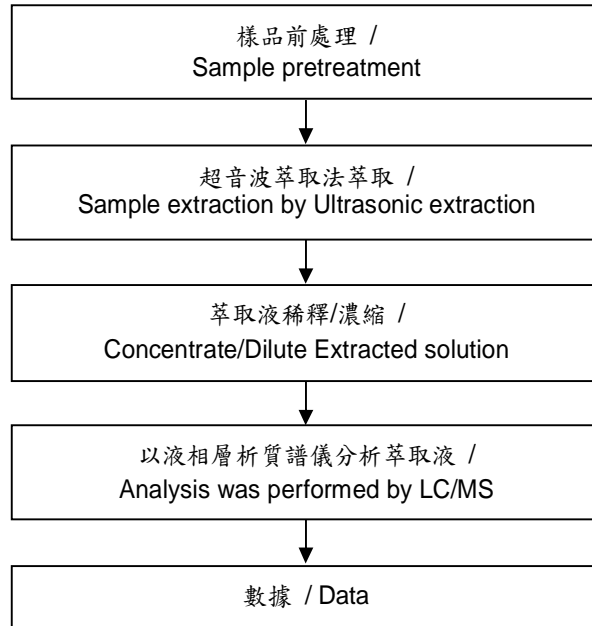 樣品前處理 /
Sample pretreatment
超音波萃取法萃取 /
Sample extraction by Ultrasonic extraction
萃取液稀釋/濃縮 /
Concentrate/Dilute Extracted solution
以液相層析質譜儀分析萃取液 /
Analysis was performed by LC/MS
數據 / Data